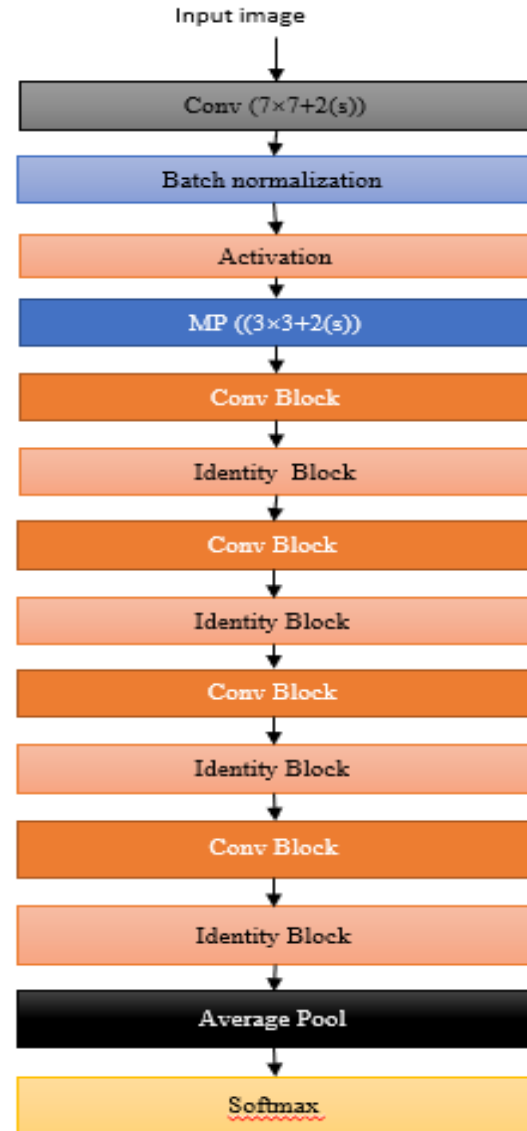 Input image
Conv (7×7+2(s))
Batch normalization
Activation
MP ((3×3+2(s))
Conv Block
Identity Block
Conv Block
Identity Block
Conv Block
Identity Block
Conv Block
Identity Block
Average Pool
Softmax